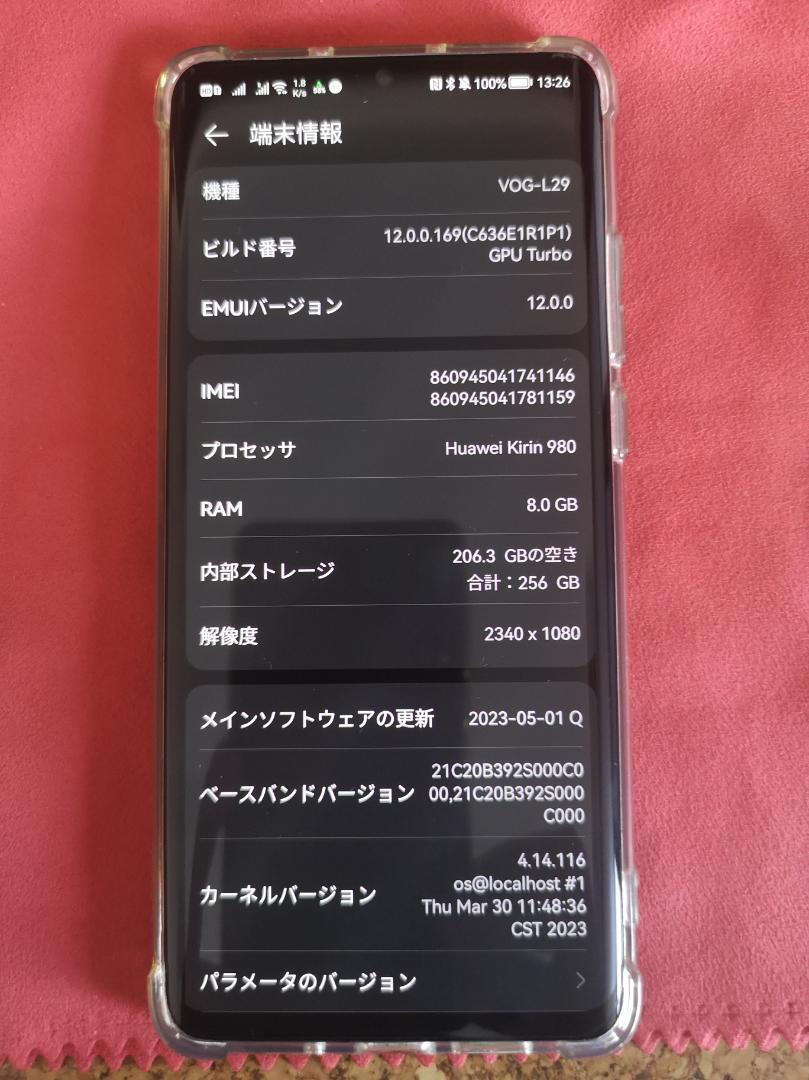 1.8 K/s 98% 100% 13:26
端末情報
機種 VOG-L29
ビルド番号 12.0.0.169(C636E1R1P1)
GPU Turbo
EMUIバージョン 12.0.0
IMEI 860945041741146
860945041781159
プロセッサ Huawei Kirin 980
RAM 8.0 GB
内部ストレージ 206.3 GBの空き
合計：256 GB
解像度 2340 x 1080
メインソフトウェアの更新 2023-05-01 Q
ベースバンドバージョン 21C20B392S000C0
00,21C20B392S000
C000
カーネルバージョン 4.14.116
os@localhost #1
Thu Mar 30 11:48:36
CST 2023
パラメータのバージョン